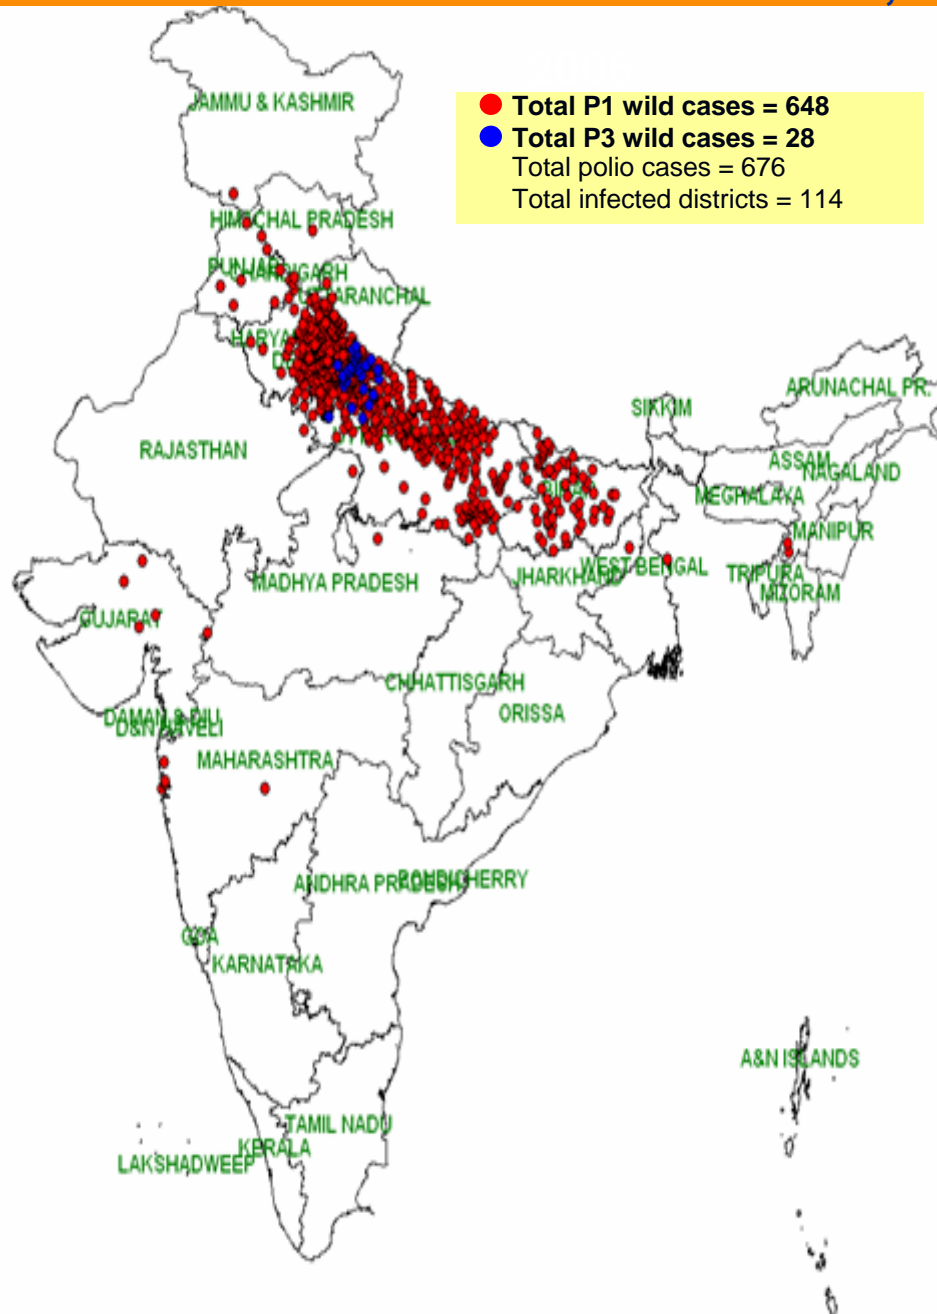 JAMMU & KASHMIR
Total P1 wild cases = 648
Total P3 wild cases = 28
Total polio cases = 676
Total infected districts = 114
HIMACHAL PRADESH
PUNJAB
CHANDIGARH
UTTARANCHAL
SIKKIM
ARUNACHAL PR.
RAJASTHAN
ASSAM
NAGALAND
BIHAR
MEGHALAYA
MANIPUR
MADHYA PRADESH
JHARKHAND
WEST BENGAL
TRIPURA
MIZORAM
GUJARAT
CHHATTISGARH
ORISSA
DAMAN & DIU
D&N HAVELI
MAHARASHTRA
ANDHRA PRADESH
PONDICHERRY
GOA
KARNATAKA
A&N ISLANDS
TAMIL NADU
KERALA
LAKSHADWEEP